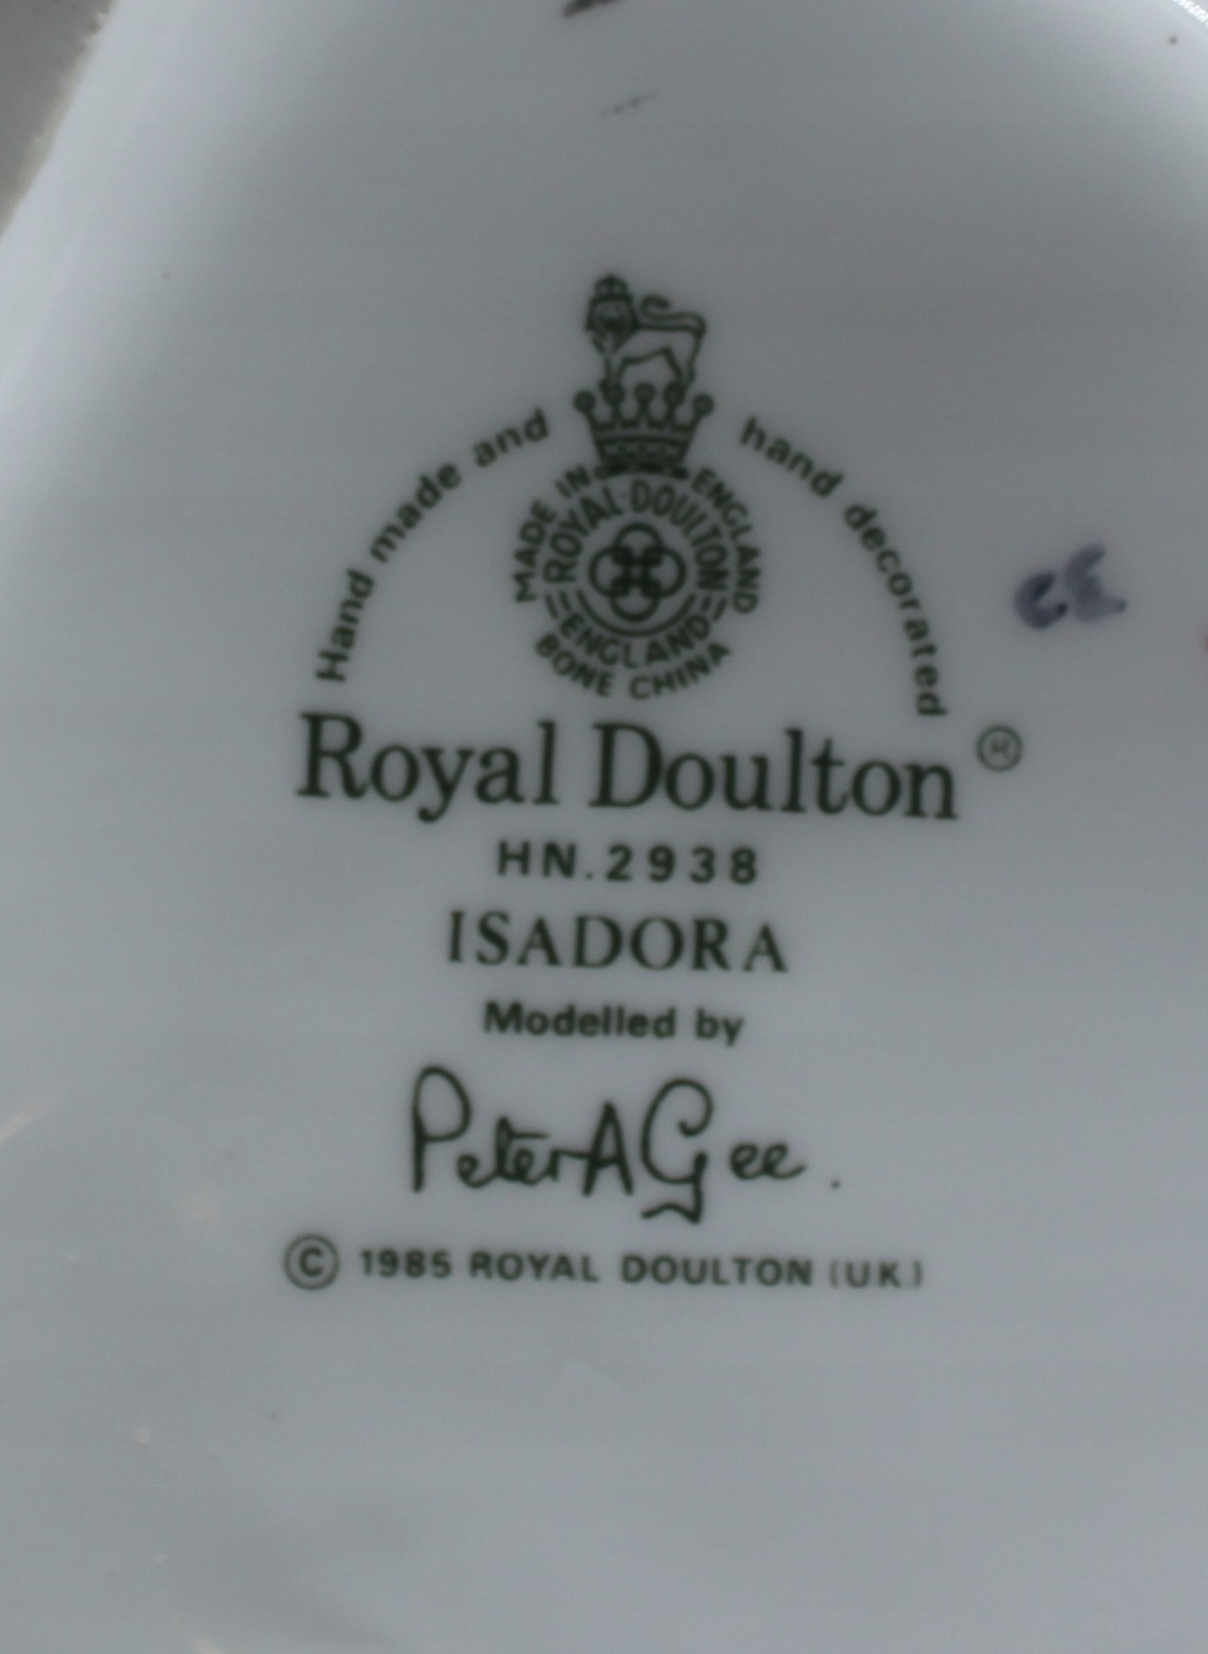 Hand made and hand decorated
MADE IN ENGLAND
ROYAL·DOULTON
ENGLAND
BONE CHINA
Royal Doulton ®
HN.2938
ISADORA
Modelled by
Peter A Gee.
© 1985 ROYAL DOULTON (UK)